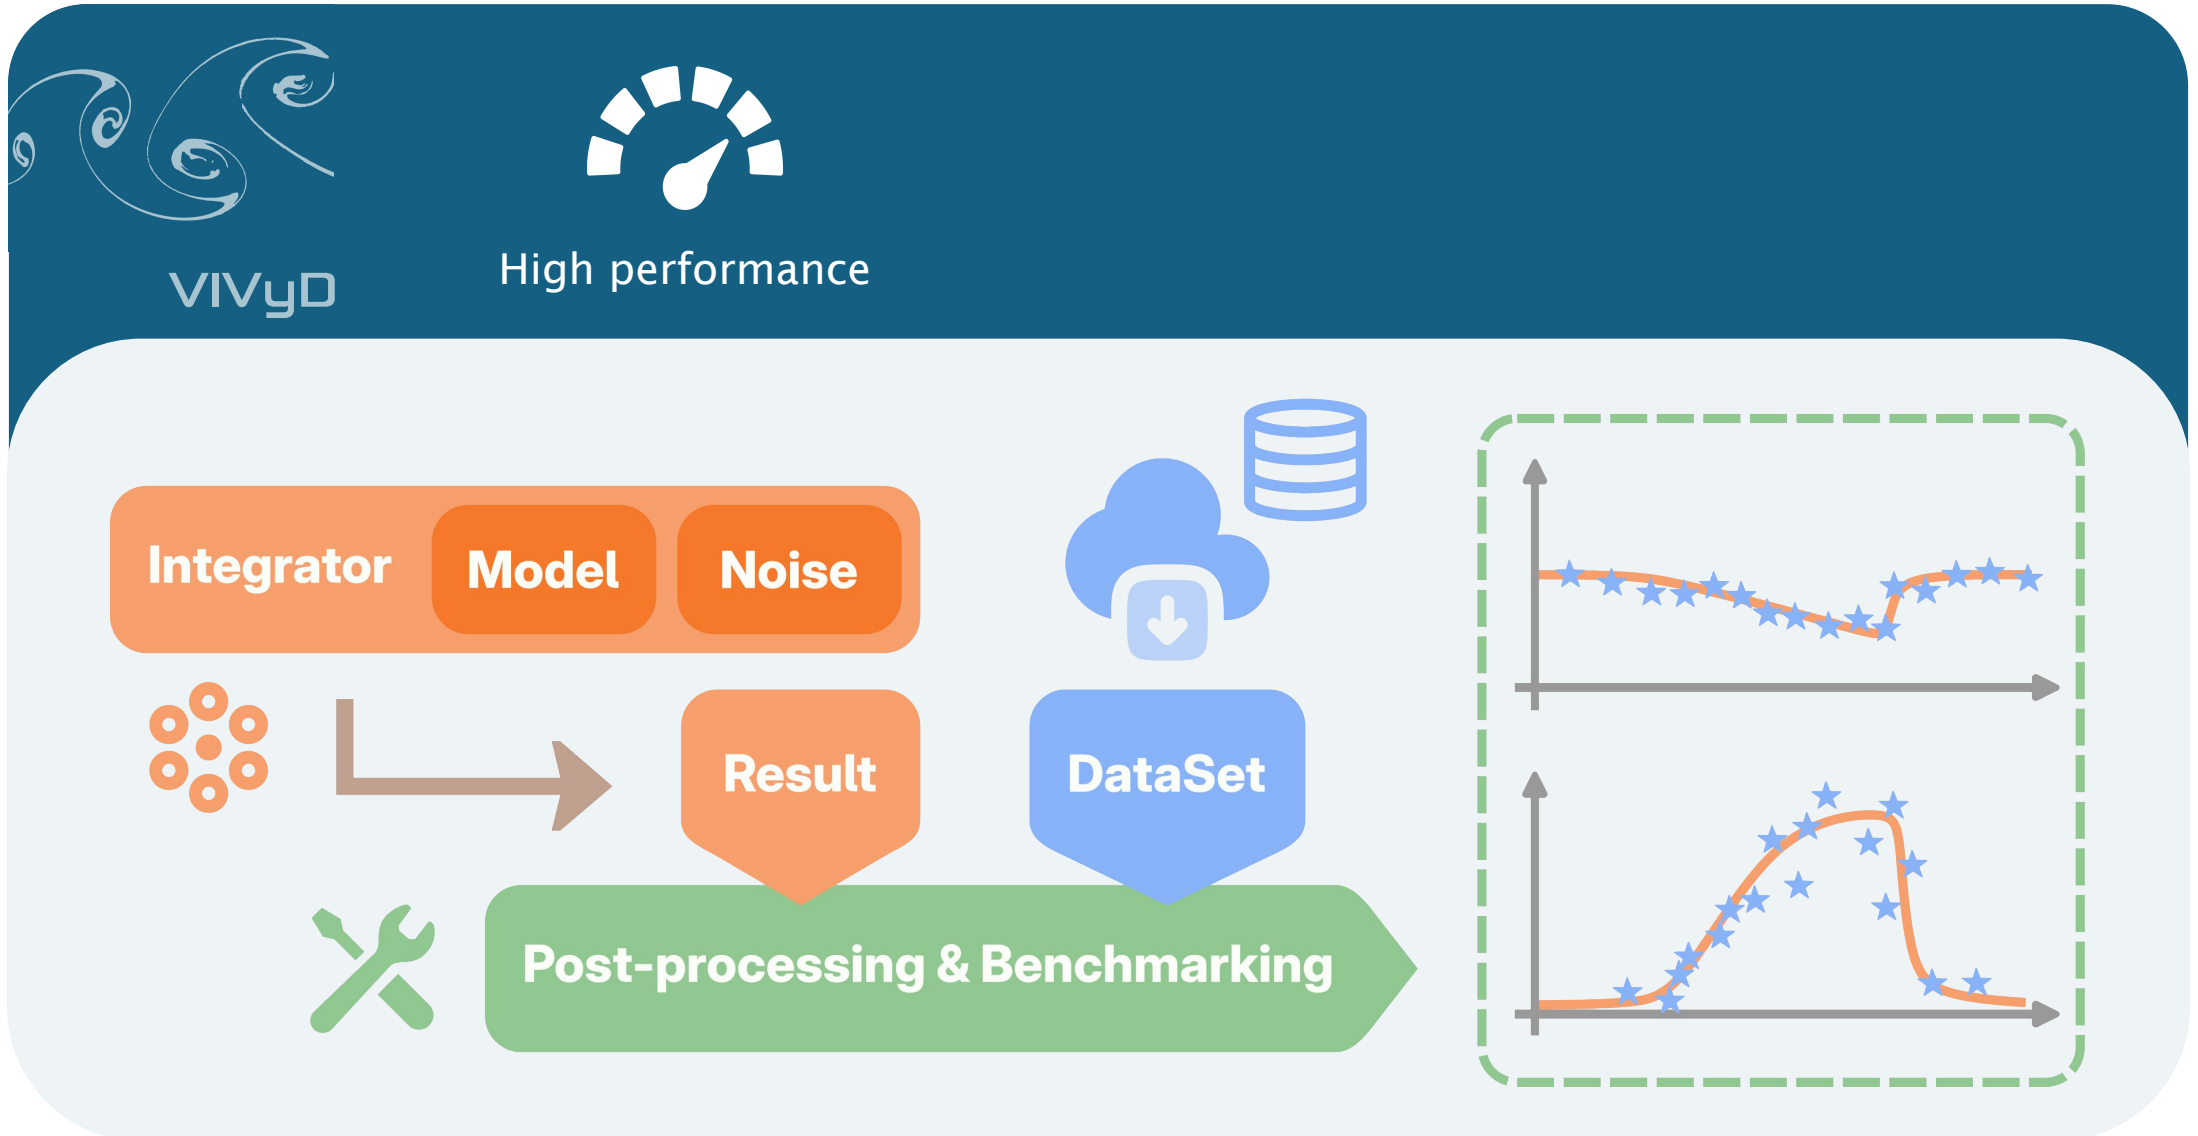 VIVyD
High performance
Integrator
Model
Noise
Result
DataSet
Post-processing & Benchmarking